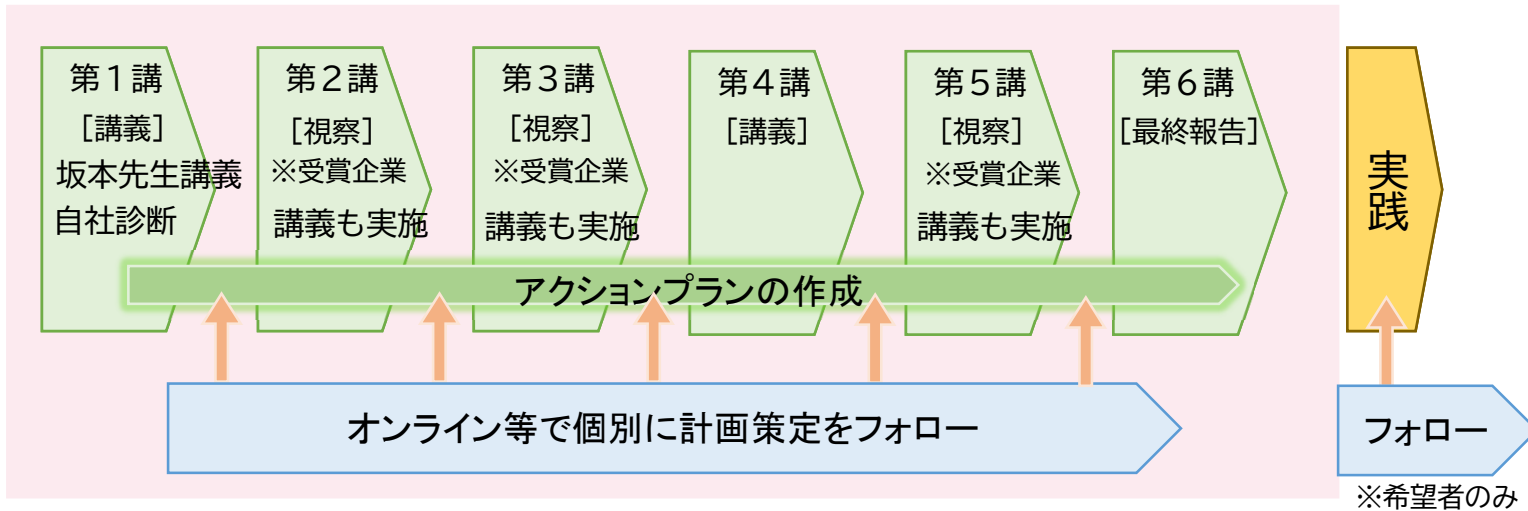 第１講
［講義］
坂本先生講義
自社診断
第２講
［視察］
※受賞企業
講義も実施
第３講
［視察］
※受賞企業
講義も実施
第４講
［講義］
第５講
［視察］
※受賞企業
講義も実施
第６講
［最終報告］
実践
アクションプランの作成
オンライン等で個別に計画策定をフォロー
フォロー
※希望者のみ